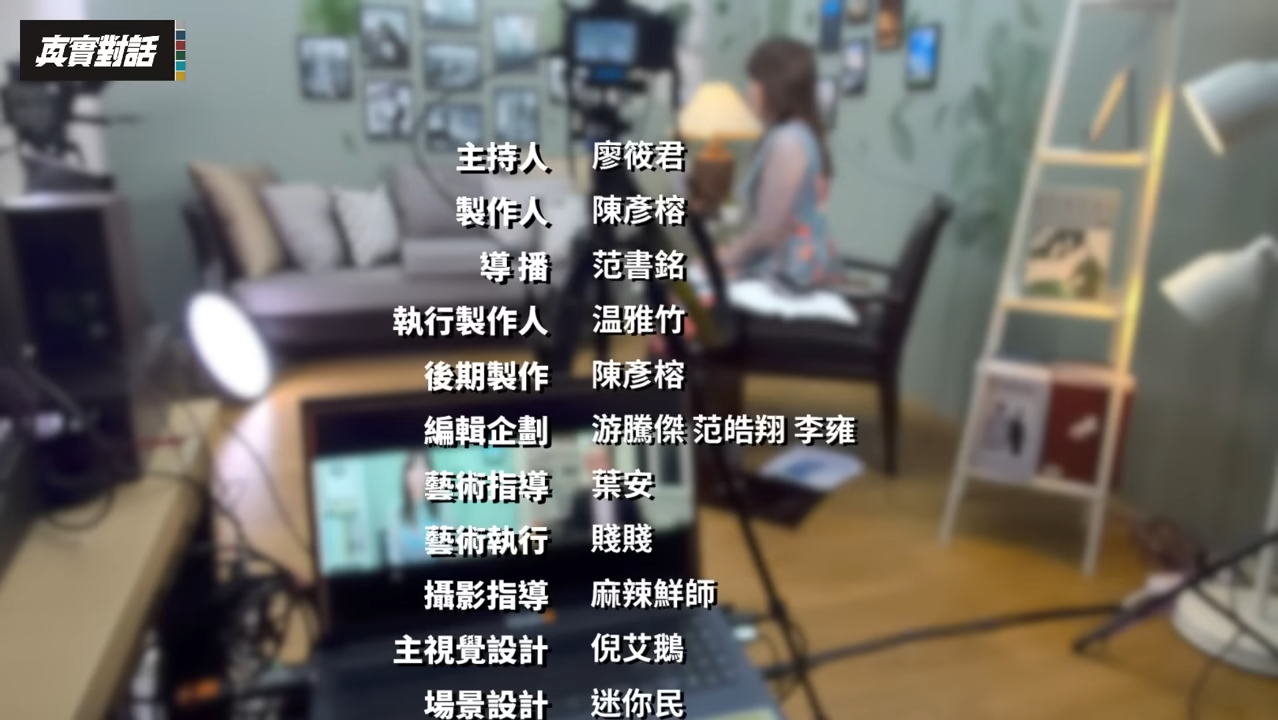 真實對話
主持人 廖筱君
製作人 陳彥榕
導播 范書銘
執行製作人 温雅竹
後期製作 陳彥榕
編輯企劃 游騰傑 范皓翔 李雍
藝術指導 葉安
藝術執行 賤賤
攝影指導 麻辣鮮師
主視覺設計 倪艾鵝
場景設計 迷你民